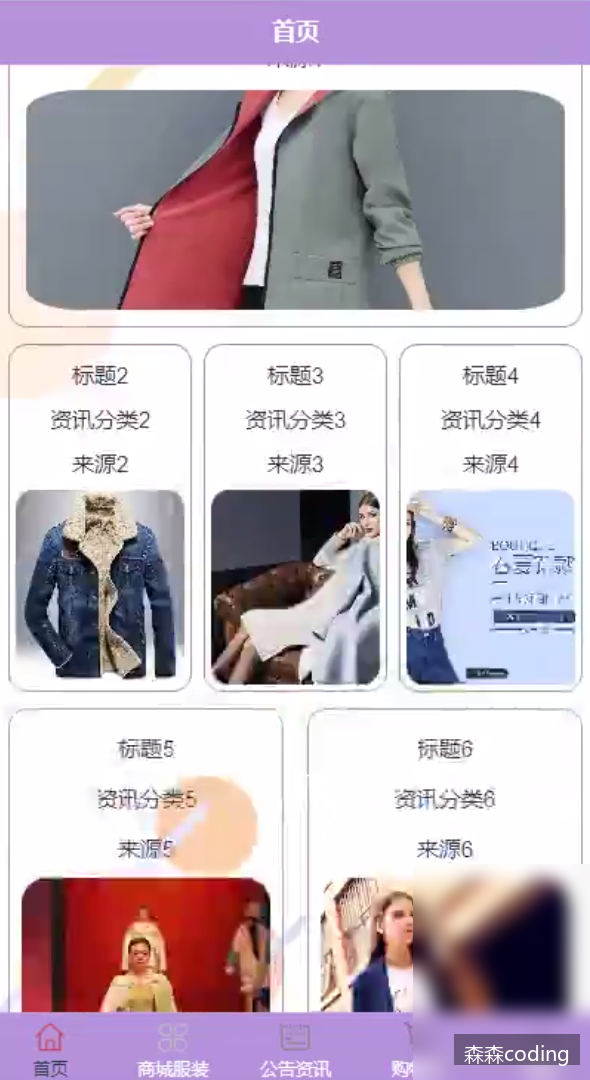 首页
标题2
资讯分类2
来源2
标题3
资讯分类3
来源3
标题4
资讯分类4
来源4
标题5
资讯分类5
来源5
标题6
资讯分类6
来源6
首页
商城服装
公告资讯
购
森森coding